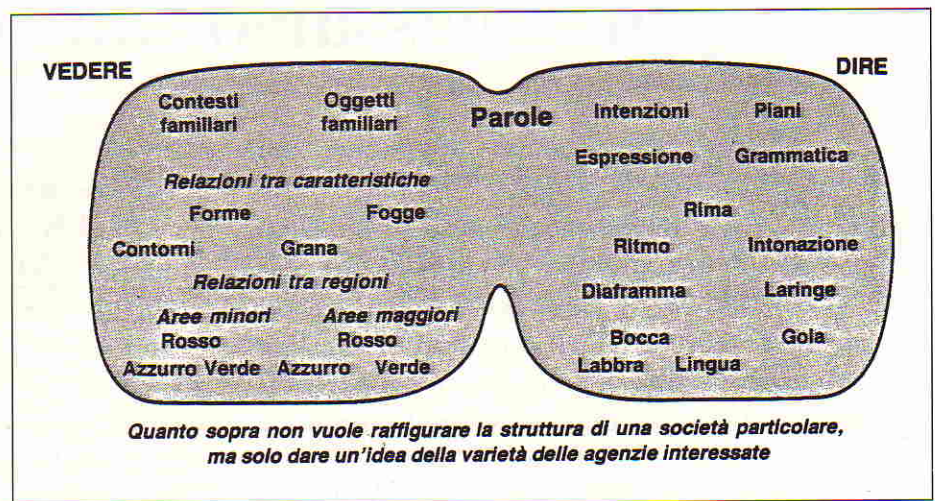 VEDERE
DIRE
Contesti familiari
Oggetti familiari
Parole
Intenzioni
Piani
Espressione
Grammatica
Relazioni tra caratteristiche
Forme
Fogge
Rima
Contorni
Grana
Ritmo
Intonazione
Relazioni tra regioni
Diaframma
Laringe
Aree minori
Aree maggiori
Rosso
Rosso
Bocca
Gola
Azzurro Verde
Azzurro Verde
Labbra
Lingua
Quanto sopra non vuole raffigurare la struttura di una società particolare,
ma solo dare un'idea della varietà delle agenzie interessate